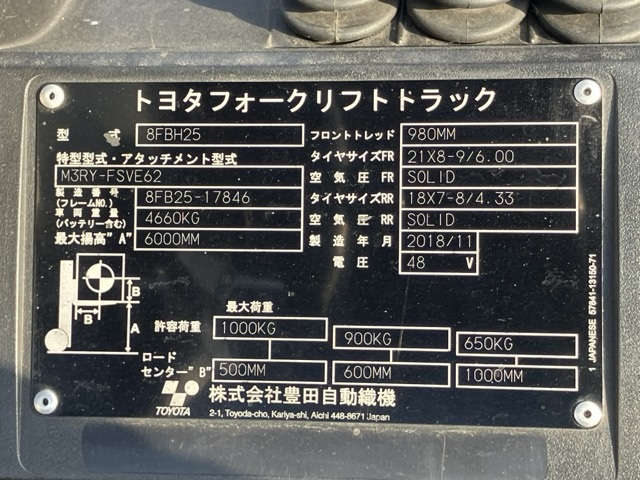 トヨタフォークリフトトラック
型 式 8FBH25 フロントトレッド 980MM
特型型式・アタッチメント型式 タイヤサイズFR 21X8-9/6.00
M3RY-FSVE62 空気圧FR SOLID
製造番号(フレームNO.) 8FB25-17846 タイヤサイズRR 18X7-8/4.33
車両重量(バッテリー含む) 4660KG 空気圧RR SOLID
最大揚高"A" 6000MM 製造年月 2018/11
電圧 48 V
B
B A
最大荷重
許容荷重 1000KG 900KG 650KG
ロードセンター"B" 500MM 600MM 1000MM
TOYOTA 株式会社豊田自動織機
2-1, Toyoda-cho, Kariya-shi, Aichi 448-8671 Japan
1 JAPANESE 57841-13150-71